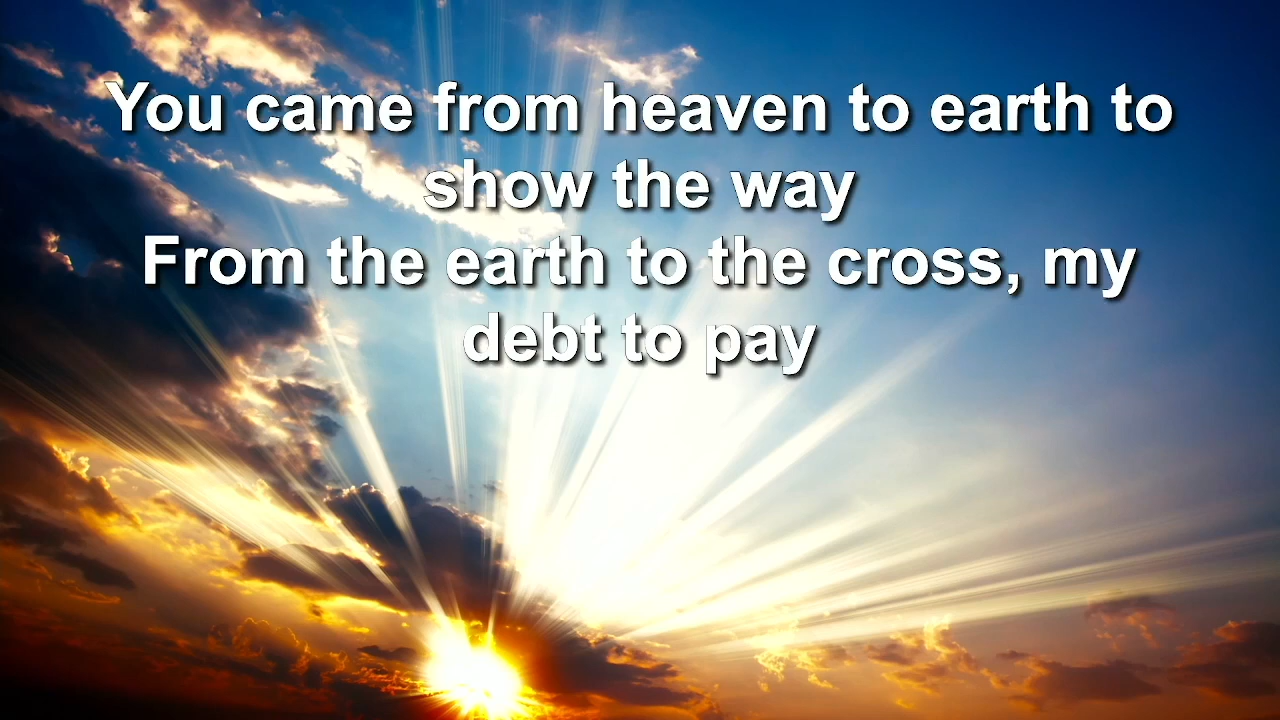 You came from heaven to earth to
show the way
From the earth to the cross, my
debt to pay